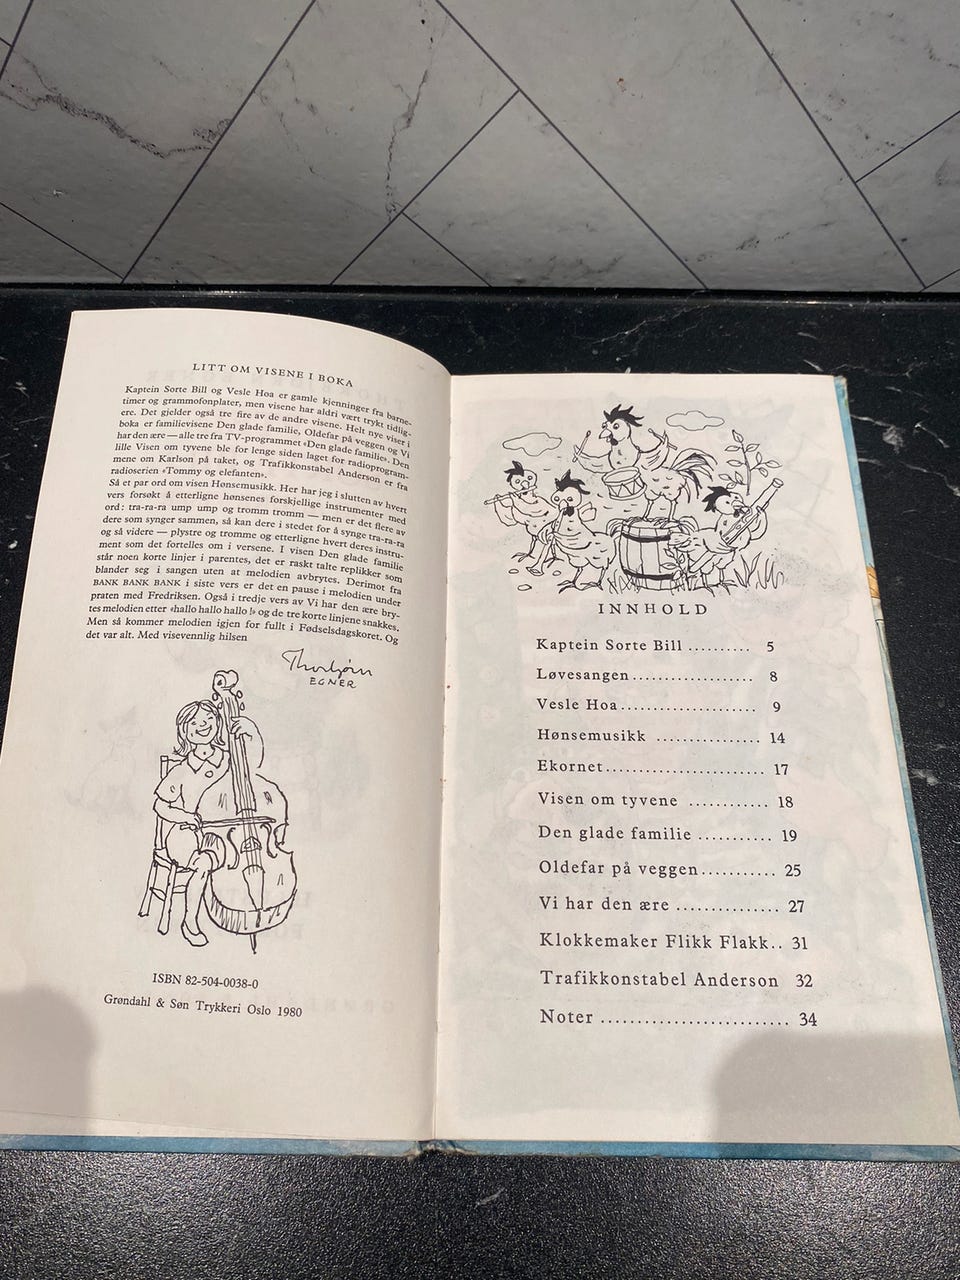 LITT OM VISENE I BOKA
Kaptein Sorte Bill og Vesle Hoa er gamle kjenninger fra barne-
timer og grammofonplater, men visene har aldri vært trykt tidlig-
ere. Det gjelder også tre fire av de andre visene. Helt nye viser i
boka er familievisene Den glade familie, Oldefar på veggen og Vi
har den ære — alle tre fra TV-programmet «Den glade familie». Den
lille Visen om tyvene ble for lenge siden laget for radioprogram-
mene om Karlson på taket, og Trafikkonstabel Anderson er fra
radioserien «Tommy og elefanten».
Så et par ord om visen Hønsemusikk. Her har jeg i slutten av hvert
vers forsøkt å etterligne hønsenes forskjellige instrumenter med
ord: tra-ra-ra ump ump og tromm tromm — men er det flere av
dere som synger sammen, så kan dere i stedet for å synge tra-ra-ra
og så videre — plystre og tromme og etterligne hvert deres instru-
ment som det fortelles om i versene. I visen Den glade familie
står noen korte linjer i parentes, det er raskt talte replikker som
blander seg i sangen uten at melodien avbrytes. Derimot fra
BANK BANK BANK i siste vers er det en pause i melodien under
praten med Fredriksen. Også i tredje vers av Vi har den ære bry-
tes melodien etter «hallo hallo hallo!» og de tre korte linjene snakkes.
Men så kommer melodien igjen for fullt i Fødselsdagskoret. Og
det var alt. Med visevennlig hilsen
Thorbjørn
EGNER
ISBN 82-504-0038-0
Grøndahl & Søn Trykkeri Oslo 1980
INNHOLD
Kaptein Sorte Bill .......... 5
Løvesangen .................. 8
Vesle Hoa .................... 9
Hønsemusikk ............... 14
Ekornet ....................... 17
Visen om tyvene ........... 18
Den glade familie .......... 19
Oldefar på veggen .......... 25
Vi har den ære .............. 27
Klokkemaker Flikk Flakk .. 31
Trafikkonstabel Anderson 32
Noter ......................... 34